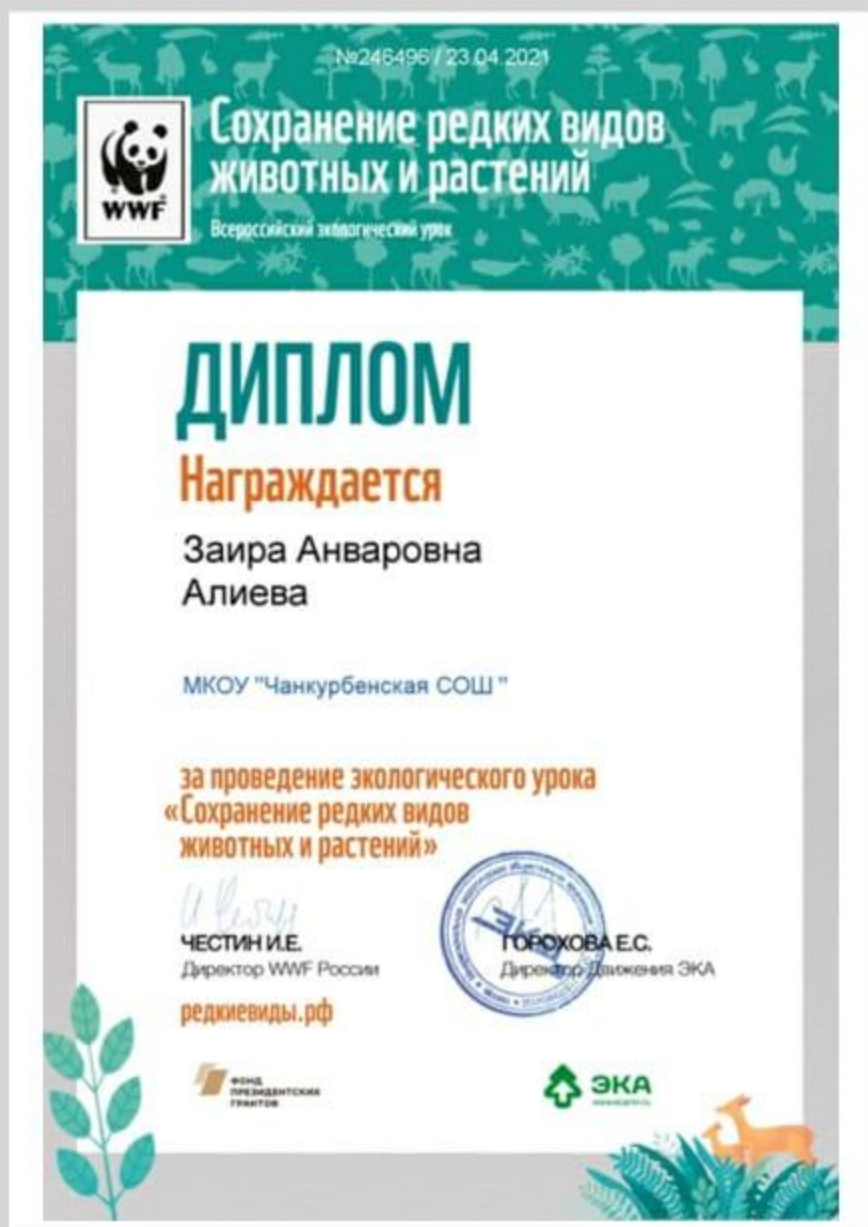 №246496 / 23.04.2021
Сохранение редких видов
животных и растений
Всероссийский экологический урок
WWF
ДИПЛОМ
Награждается
Заира Анваровна
Алиева
МКОУ "Чанкурбенская СОШ "
за проведение экологического урока
«Сохранение редких видов
животных и растений»
ЧЕСТИН И.Е.
Директор WWF России
ЭКА
ГОРОХОВА Е.С.
Директор Движения ЭКА
редкиевиды.рф
ФОНД
ПРЕЗИДЕНТСКИХ
ГРАНТОВ
ЭКА